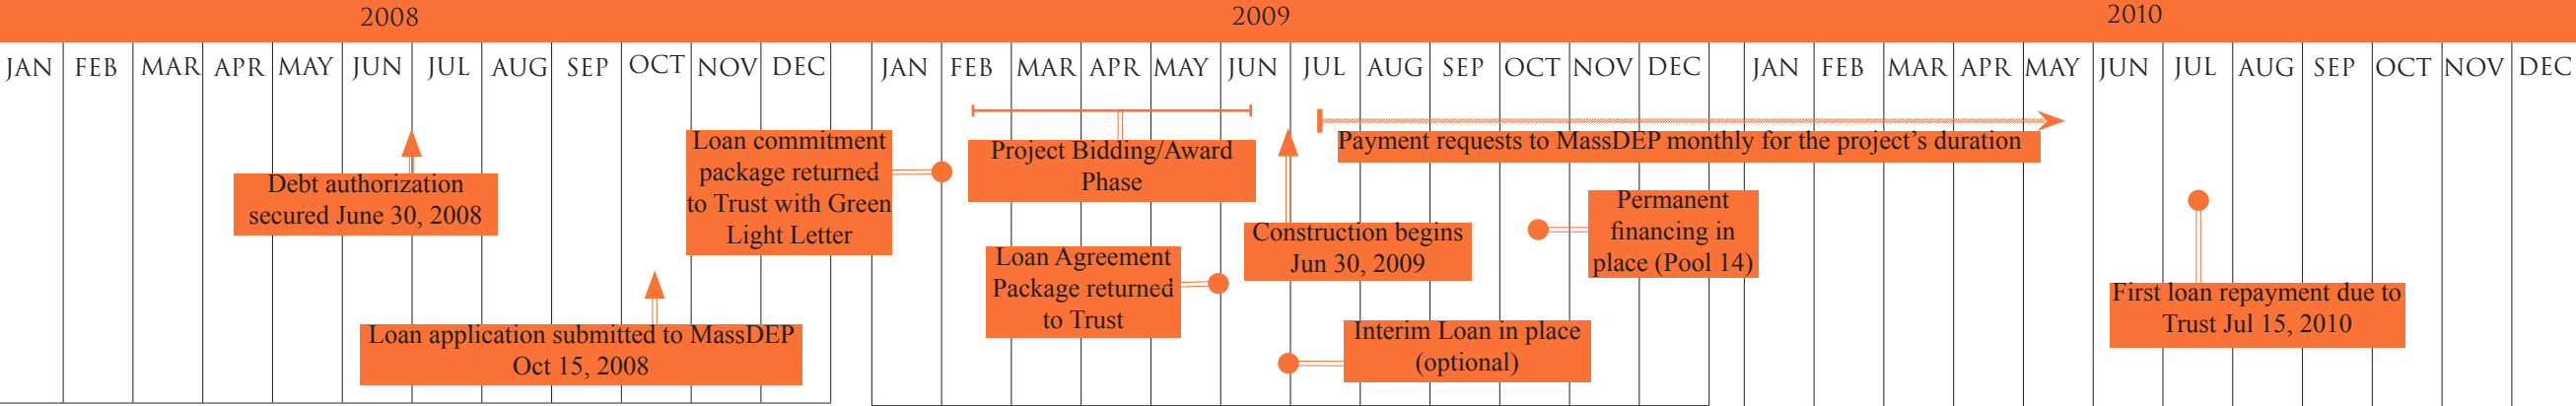 2008
2009
2010
JAN FEB MAR APR MAY JUN JUL AUG SEP OCT NOV DEC
JAN FEB MAR APR MAY JUN JUL AUG SEP OCT NOV DEC
JAN FEB MAR APR MAY JUN JUL AUG SEP OCT NOV DEC
Debt authorization
secured June 30, 2008
Loan application submitted to MassDEP
Oct 15, 2008
Loan commitment
package returned
to Trust with Green
Light Letter
Project Bidding/Award
Phase
Loan Agreement
Package returned
to Trust
Construction begins
Jun 30, 2009
Interim Loan in place
(optional)
Payment requests to MassDEP monthly for the project's duration
Permanent
financing in
place (Pool 14)
First loan repayment due to
Trust Jul 15, 2010